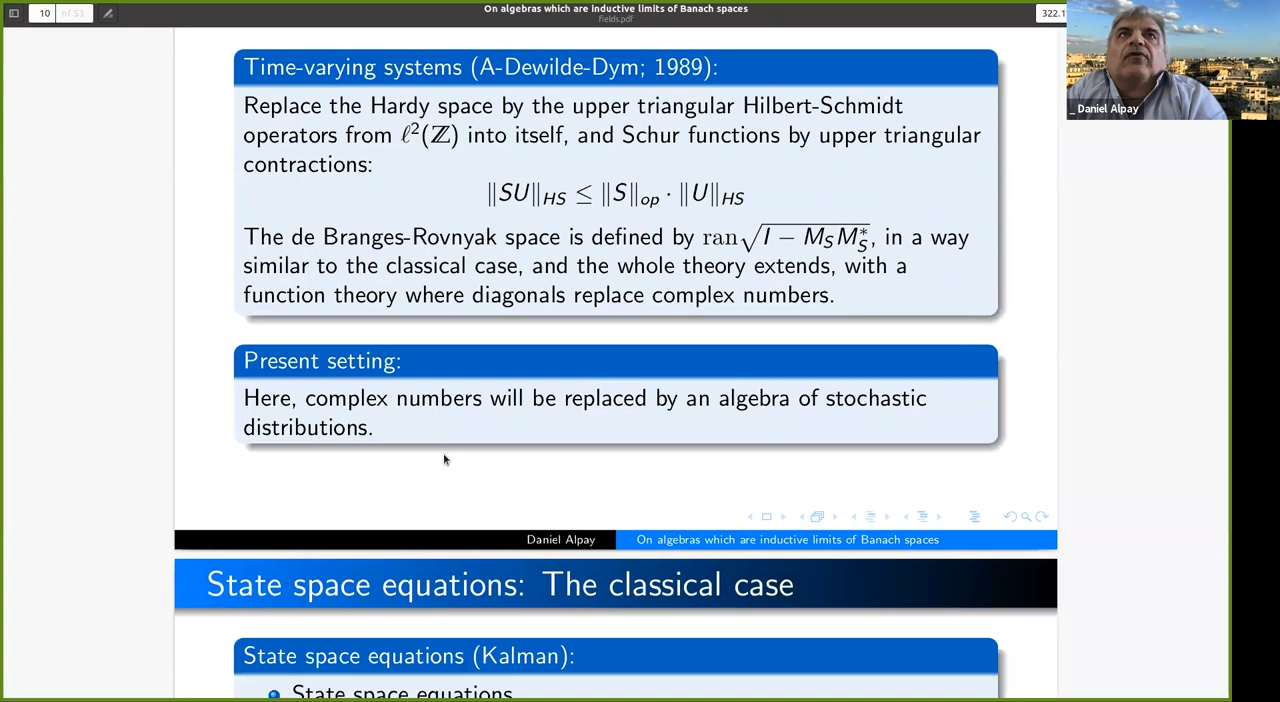 On algebras which are inductive limits of Banach spaces
fields.pdf
10 of 53
322.1
Time-varying systems (A-Dewilde-Dym; 1989):
Replace the Hardy space by the upper triangular Hilbert-Schmidt
operators from ℓ²(ℤ) into itself, and Schur functions by upper triangular
contractions:
‖SU‖_HS ≤ ‖S‖_op · ‖U‖_HS
The de Branges-Rovnyak space is defined by ran√(I − M_S M_S^*), in a way
similar to the classical case, and the whole theory extends, with a
function theory where diagonals replace complex numbers.
Present setting:
Here, complex numbers will be replaced by an algebra of stochastic
distributions.
Daniel Alpay
On algebras which are inductive limits of Banach spaces
State space equations: The classical case
State space equations (Kalman):
State space equations
_ Daniel Alpay